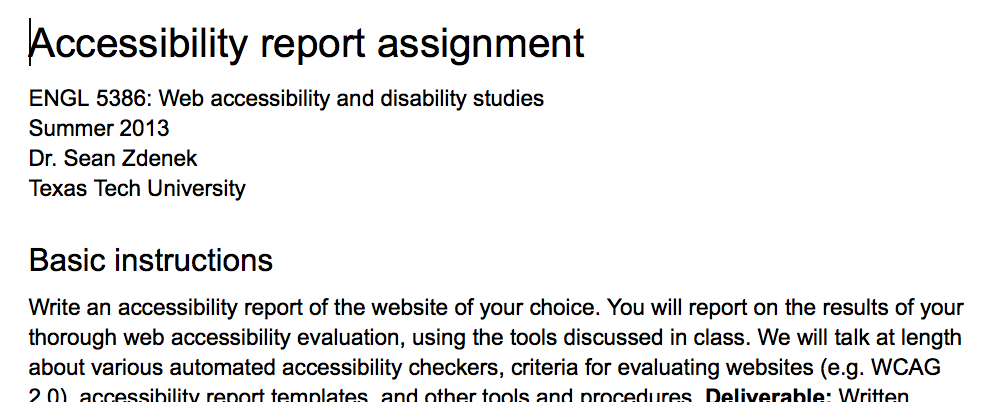 Accessibility report assignment
ENGL 5386: Web accessibility and disability studies
Summer 2013
Dr. Sean Zdenek
Texas Tech University
Basic instructions
Write an accessibility report of the website of your choice. You will report on the results of your
thorough web accessibility evaluation, using the tools discussed in class. We will talk at length
about various automated accessibility checkers, criteria for evaluating websites (e.g. WCAG
2.0), accessibility report templates, and other tools and procedures. Deliverable: Written